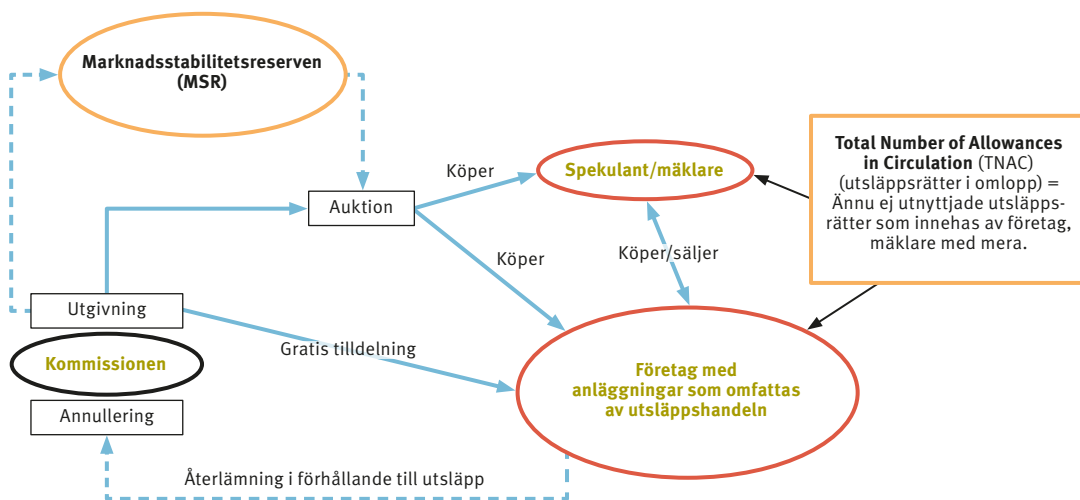 Marknadsstabilitetsreserven
(MSR)
Total Number of Allowances
in Circulation (TNAC)
(utsläppsrätter i omlopp) =
Ännu ej utnyttjade utsläpps-
rätter som innehas av företag,
mäklare med mera.
Köper
Spekulant/mäklare
Auktion
Köper
Köper/säljer
Utgivning
Gratis tilldelning
Kommissionen
Företag med
anläggningar som omfattas
av utsläppshandeln
Annullering
Återlämning i förhållande till utsläpp